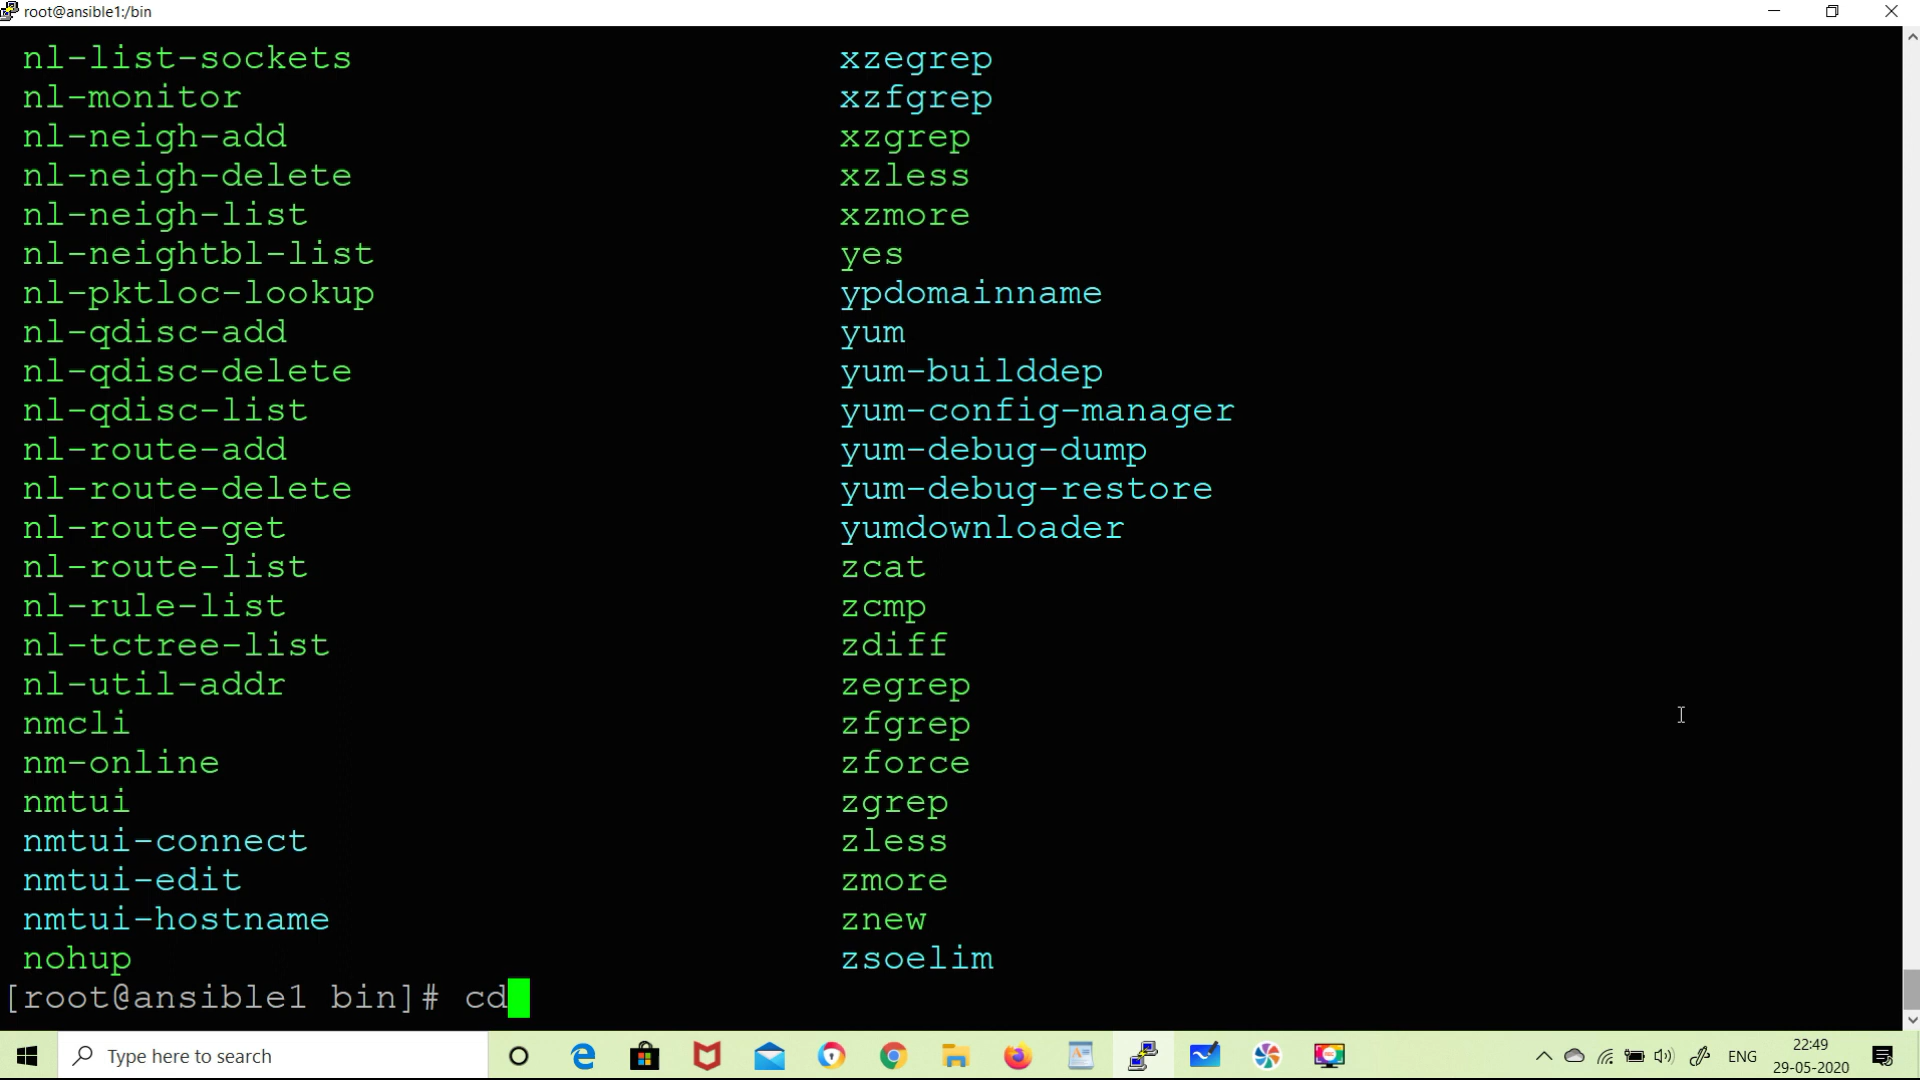 root@ansible1:/bin
nl-list-sockets xzegrep
nl-monitor xzfgrep
nl-neigh-add xzgrep
nl-neigh-delete xzless
nl-neigh-list xzmore
nl-neightbl-list yes
nl-pktloc-lookup ypdomainname
nl-qdisc-add yum
nl-qdisc-delete yum-builddep
nl-qdisc-list yum-config-manager
nl-route-add yum-debug-dump
nl-route-delete yum-debug-restore
nl-route-get yumdownloader
nl-route-list zcat
nl-rule-list zcmp
nl-tctree-list zdiff
nl-util-addr zegrep
nmcli zfgrep
nm-online zforce
nmtui zgrep
nmtui-connect zless
nmtui-edit zmore
nmtui-hostname znew
nohup zsoelim
[root@ansible1 bin]# cd
Type here to search
ENG
22:49
29-05-2020